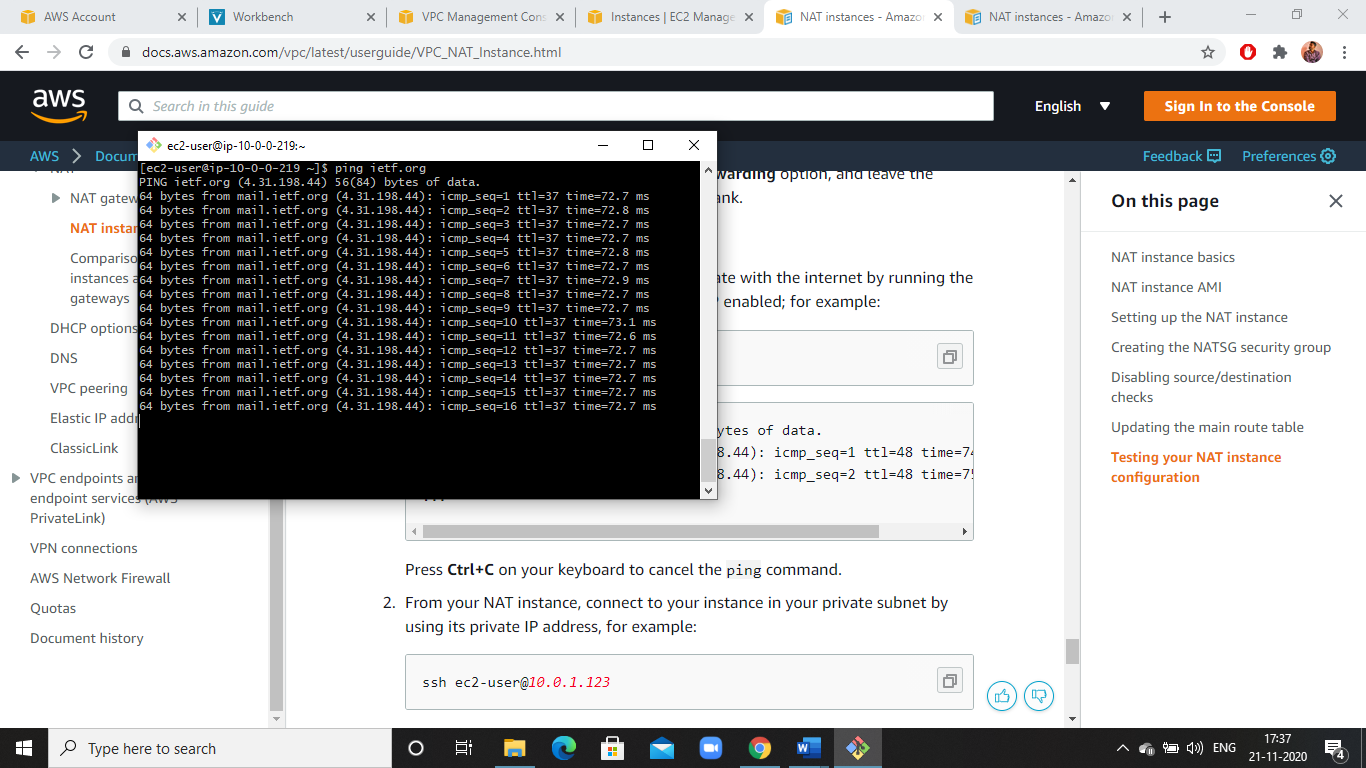 AWS Account
Workbench
VPC Management Cons
Instances | EC2 Manage
NAT instances - Amazo
NAT instances - Amazo
docs.aws.amazon.com/vpc/latest/userguide/VPC_NAT_Instance.html
aws
Search in this guide
English
Sign In to the Console
AWS
Docum
Feedback
Preferences
NAT gatew
NAT instan
Compariso
instances a
gateways
DHCP options
DNS
VPC peering
Elastic IP addr
ClassicLink
VPC endpoints an
endpoint services (AWS
PrivateLink)
VPN connections
AWS Network Firewall
Quotas
Document history
ec2-user@ip-10-0-0-219:~
[ec2-user@ip-10-0-0-219 ~]$ ping ietf.org
PING ietf.org (4.31.198.44) 56(84) bytes of data.
64 bytes from mail.ietf.org (4.31.198.44): icmp_seq=1 ttl=37 time=72.7 ms
64 bytes from mail.ietf.org (4.31.198.44): icmp_seq=2 ttl=37 time=72.8 ms
64 bytes from mail.ietf.org (4.31.198.44): icmp_seq=3 ttl=37 time=72.7 ms
64 bytes from mail.ietf.org (4.31.198.44): icmp_seq=4 ttl=37 time=72.7 ms
64 bytes from mail.ietf.org (4.31.198.44): icmp_seq=5 ttl=37 time=72.8 ms
64 bytes from mail.ietf.org (4.31.198.44): icmp_seq=6 ttl=37 time=72.7 ms
64 bytes from mail.ietf.org (4.31.198.44): icmp_seq=7 ttl=37 time=72.9 ms
64 bytes from mail.ietf.org (4.31.198.44): icmp_seq=8 ttl=37 time=72.7 ms
64 bytes from mail.ietf.org (4.31.198.44): icmp_seq=9 ttl=37 time=72.7 ms
64 bytes from mail.ietf.org (4.31.198.44): icmp_seq=10 ttl=37 time=73.1 ms
64 bytes from mail.ietf.org (4.31.198.44): icmp_seq=11 ttl=37 time=72.6 ms
64 bytes from mail.ietf.org (4.31.198.44): icmp_seq=12 ttl=37 time=72.7 ms
64 bytes from mail.ietf.org (4.31.198.44): icmp_seq=13 ttl=37 time=72.7 ms
64 bytes from mail.ietf.org (4.31.198.44): icmp_seq=14 ttl=37 time=72.7 ms
64 bytes from mail.ietf.org (4.31.198.44): icmp_seq=15 ttl=37 time=72.7 ms
64 bytes from mail.ietf.org (4.31.198.44): icmp_seq=16 ttl=37 time=72.7 ms
warding option, and leave the
ank.
ate with the internet by running the
enabled; for example:
ytes of data.
8.44): icmp_seq=1 ttl=48 time=74
8.44): icmp_seq=2 ttl=48 time=75
...
Press Ctrl+C on your keyboard to cancel the ping command.
2. From your NAT instance, connect to your instance in your private subnet by
using its private IP address, for example:
ssh ec2-user@10.0.1.123
On this page
NAT instance basics
NAT instance AMI
Setting up the NAT instance
Creating the NATSG security group
Disabling source/destination
checks
Updating the main route table
Testing your NAT instance
configuration
Type here to search
ENG
17:37
21-11-2020
4